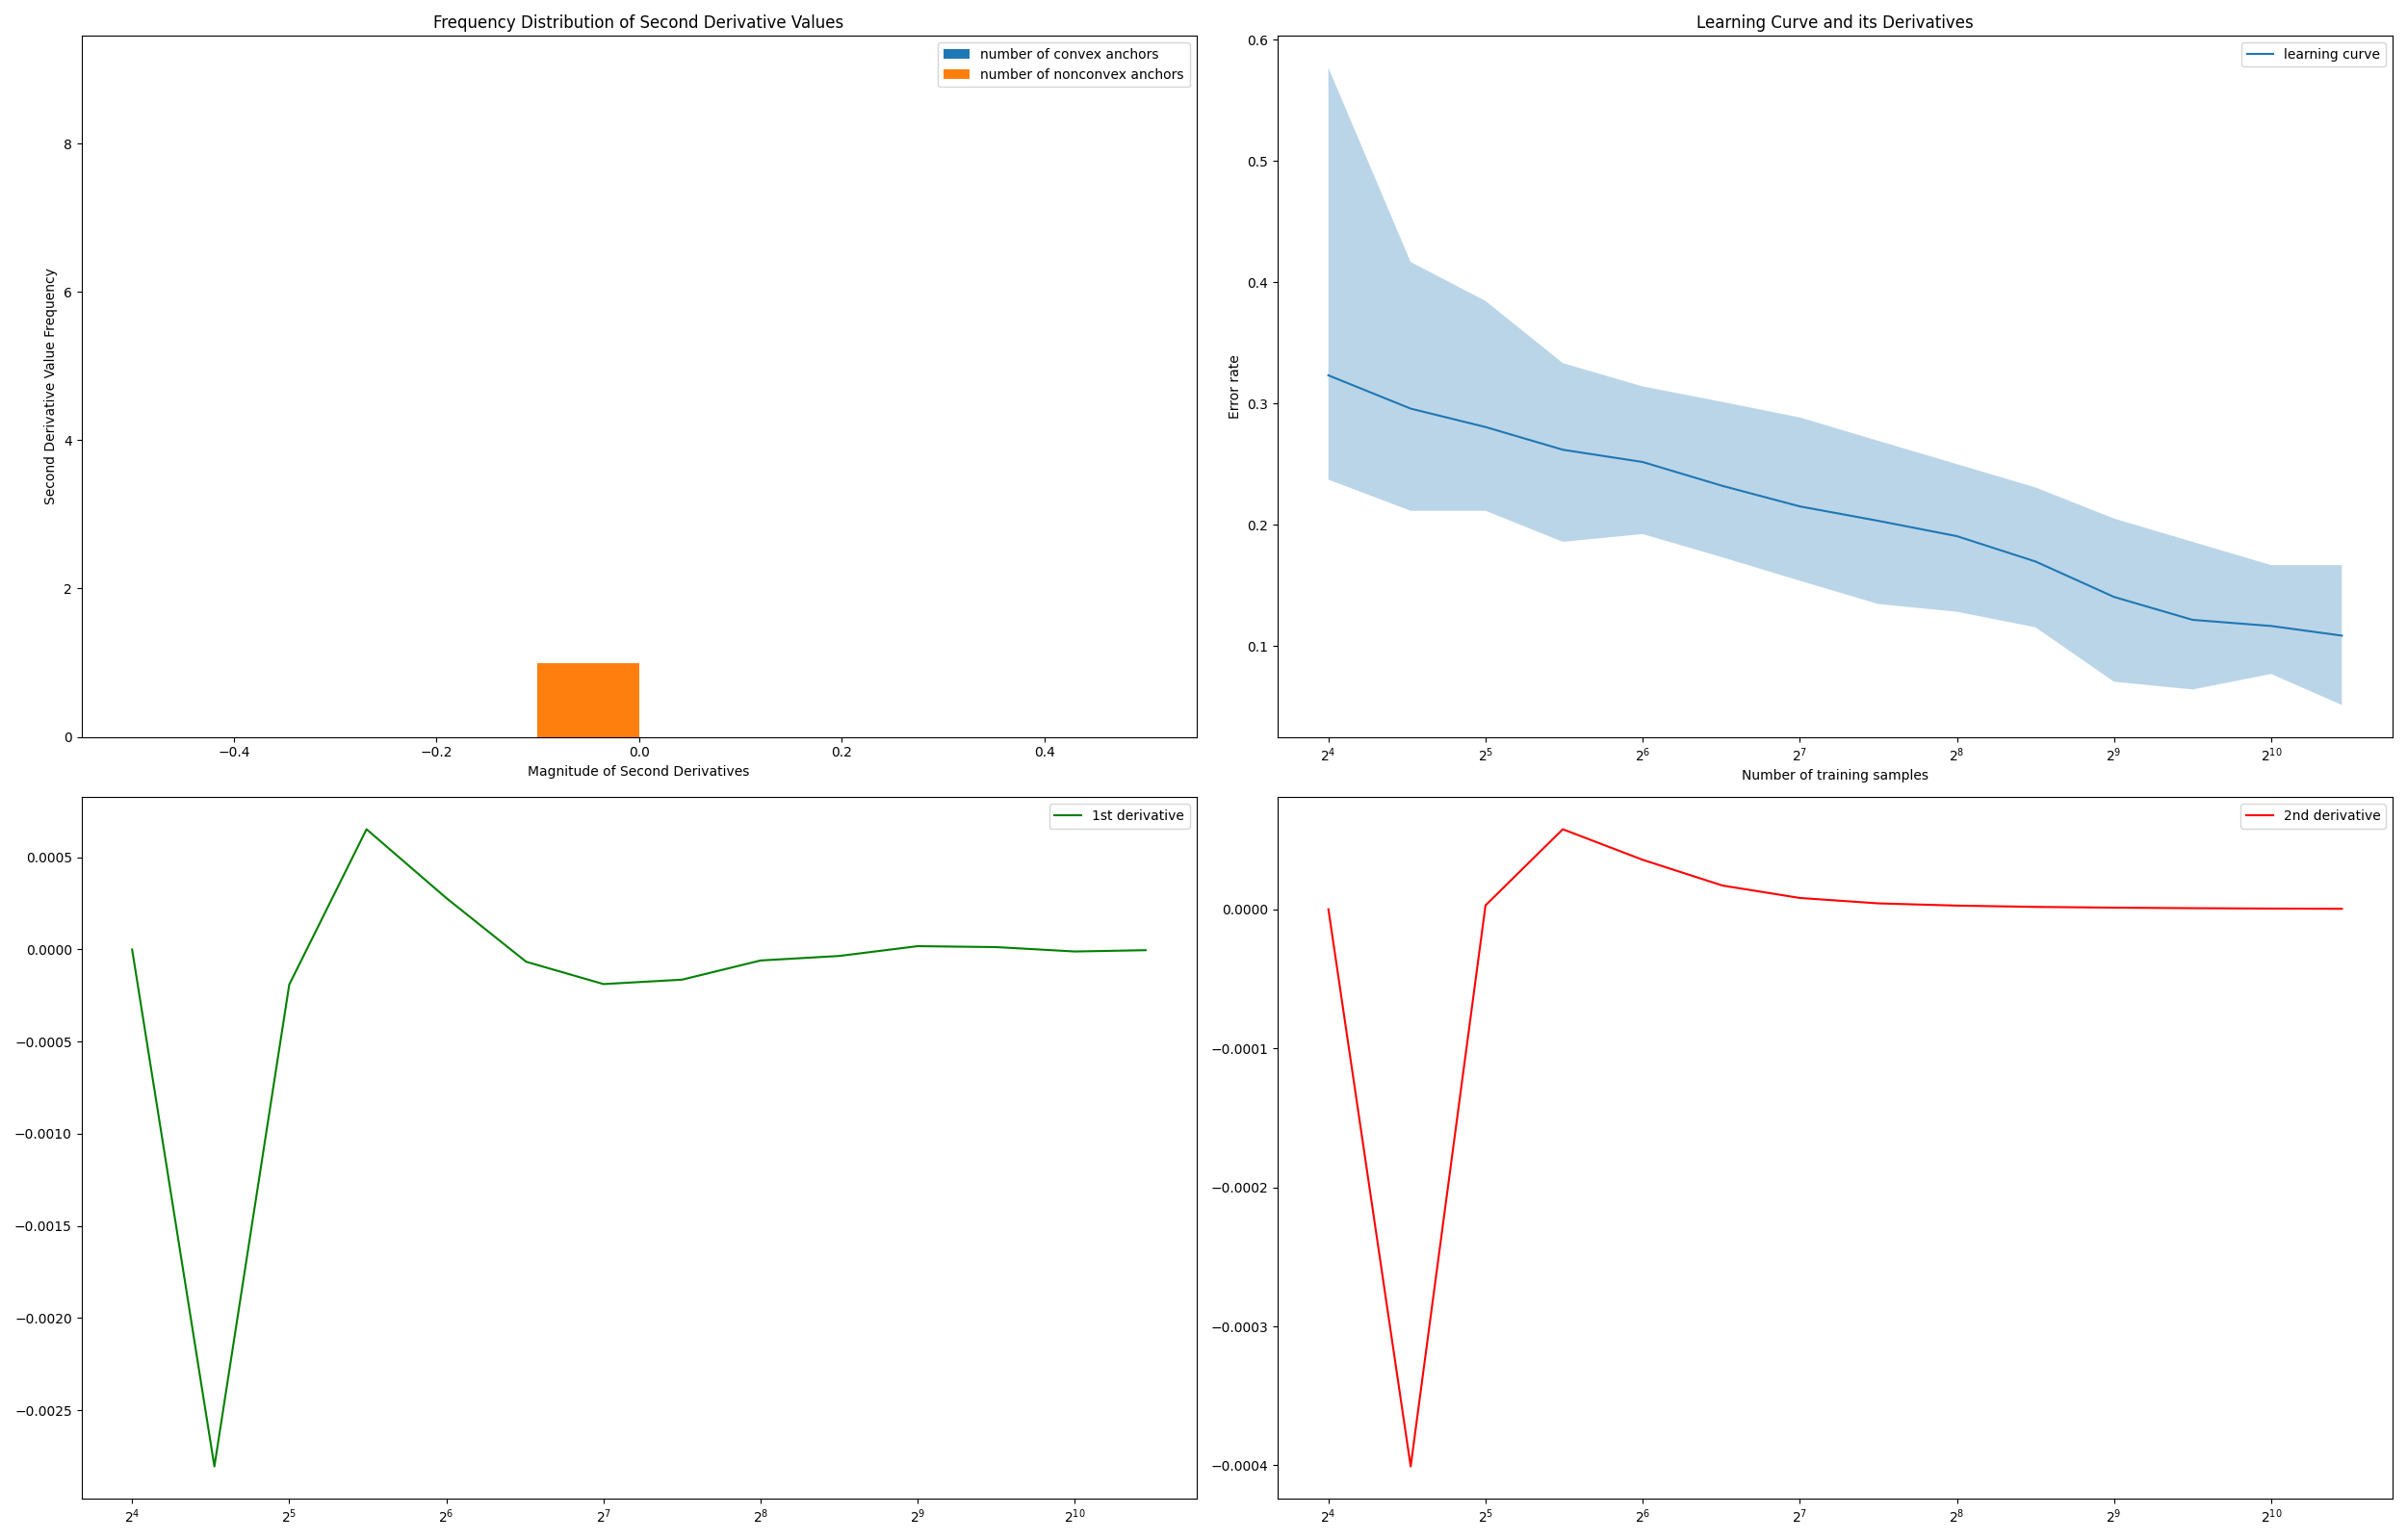 Frequency Distribution of Second Derivative Values
number of convex anchors
number of nonconvex anchors
Second Derivative Value Frequency
8
6
4
2
0
−0.4 −0.2 0.0 0.2 0.4
Magnitude of Second Derivatives
Learning Curve and its Derivatives
learning curve
Error rate
0.6
0.5
0.4
0.3
0.2
0.1
2^4 2^5 2^6 2^7 2^8 2^9 2^10
Number of training samples
1st derivative
0.0005
0.0000
−0.0005
−0.0010
−0.0015
−0.0020
−0.0025
2^4 2^5 2^6 2^7 2^8 2^9 2^10
2nd derivative
0.0000
−0.0001
−0.0002
−0.0003
−0.0004
2^4 2^5 2^6 2^7 2^8 2^9 2^10